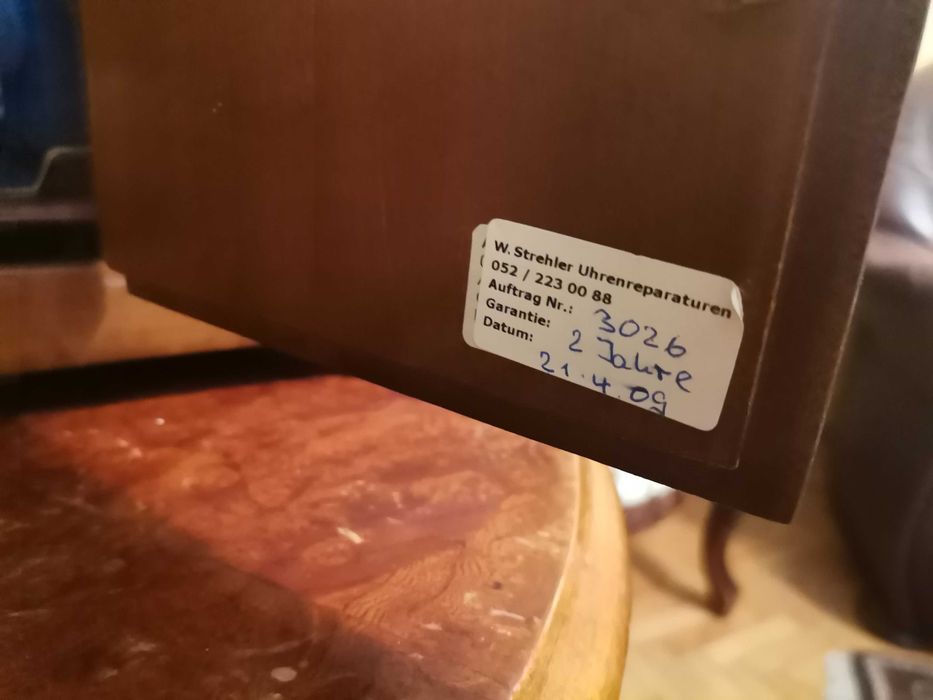 W. Strehler Uhrenreparaturen
052 / 223 00 88
Auftrag Nr.: 3026
Garantie: 2 Jahre
Datum: 21.4.09